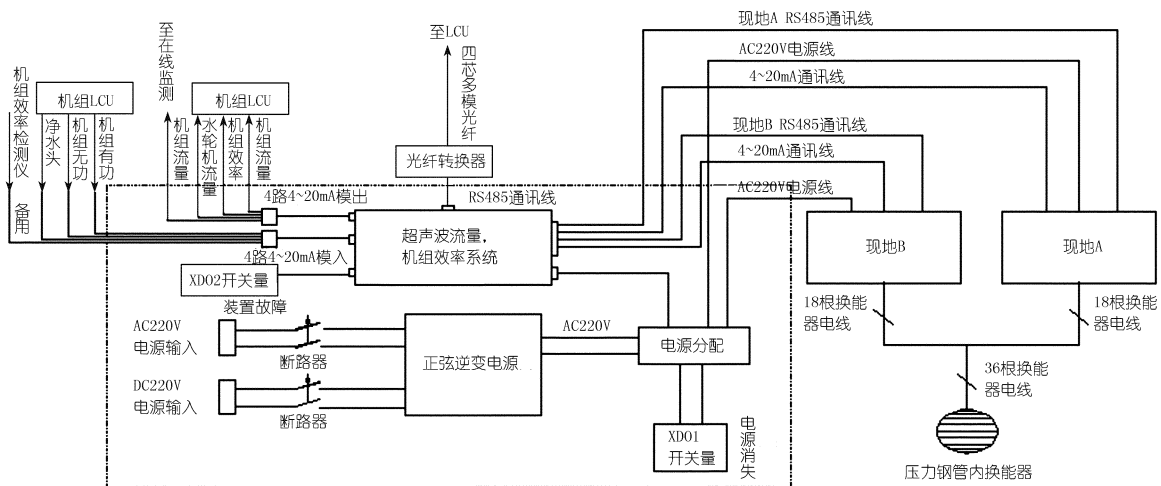 至LCU
四芯多模光纤
现地A RS485通讯线
AC220V电源线
4~20mA通讯线
现地B RS485通讯线
4~20mA通讯线
AC220V电源线
至在线监测
机组效率检测仪
备用
机组LCU
净水头
机组无功
机组有功
机组LCU
机组流量
水轮机流量
机组效率
机组流量
光纤转换器
4路4~20mA模出
RS485通讯线
超声波流量,
机组效率系统
4路4~20mA模入
XDO2开关量
装置故障
现地B
现地A
18根换能
器电线
18根换能
器电线
36根换能
器电线
压力钢管内换能器
AC220V
电源输入
断路器
DC220V
电源输入
断路器
正弦逆变电源
AC220V
电源分配
XDO1
开关量
电源消失